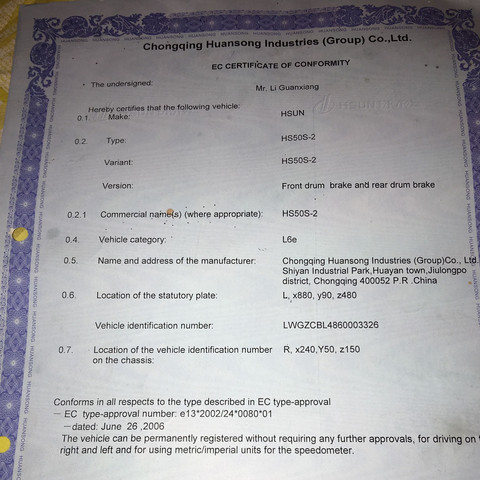 Chongqing Huansong Industries (Group) Co.,Ltd.
EC CERTIFICATE OF CONFORMITY
The undersigned: Mr. Li Guanxiang
Hereby certifies that the following vehicle:
0.1 Make: HSUN
0.2. Type: HS50S-2
Variant: HS50S-2
Version: Front drum brake and rear drum brake
0.2.1 Commercial name(s) (where appropriate): HS50S-2
0.4. Vehicle category: L6e
0.5. Name and address of the manufacturer: Chongqing Huansong Industries (Group)Co., Ltd
Shiyan Industrial Park,Huayan town,Jiulongpo
district, Chongqing 400052 P.R .China
0.6. Location of the statutory plate: L, x880, y90, z480
Vehicle identification number: LWGZCBL4860003326
0.7. Location of the vehicle identification number R, x240,Y50, z150
on the chassis:
Conforms in all respects to the type described in EC type-approval
— EC type-approval number: e13*2002/24*0080*01
—dated: June 26 ,2006
The vehicle can be permanently registered without requiring any further approvals, for driving on
right and left and for using metric/imperial units for the speedometer.